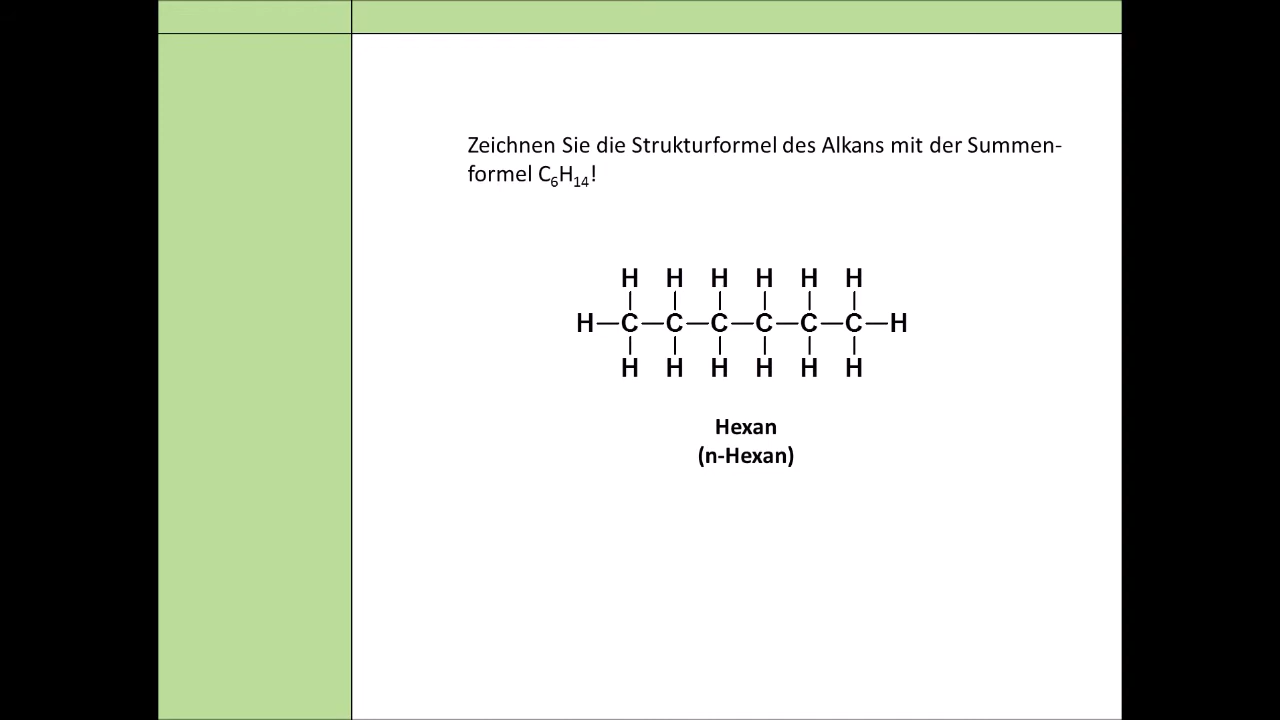 Zeichnen Sie die Strukturformel des Alkans mit der Summen-
formel C₆H₁₄!
H H H H H H
H—C—C—C—C—C—C—H
H H H H H H
Hexan
(n-Hexan)